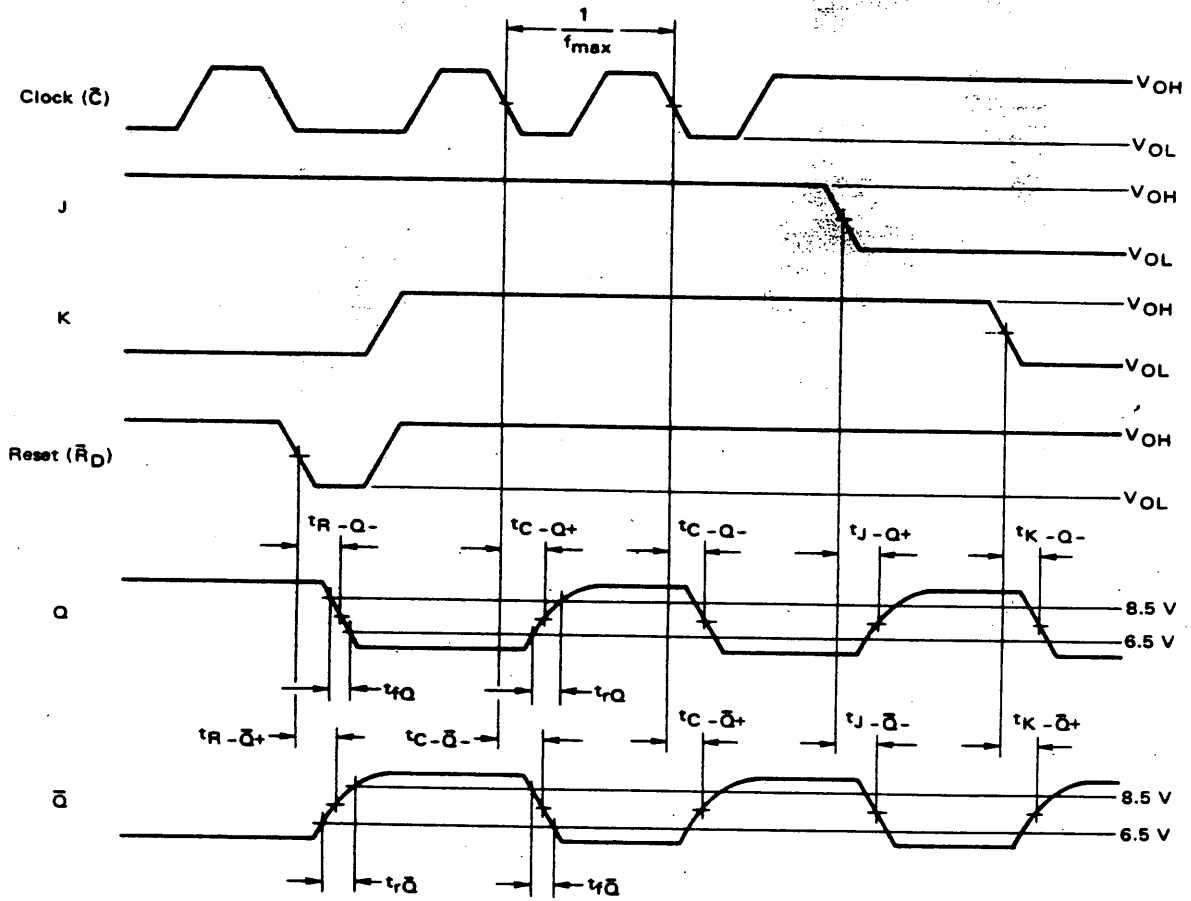 1
fmax
Clock (C̄)
VOH
VOL
J
VOH
VOL
K
VOH
VOL
Reset (R̄D)
VOH
VOL
tR-Q- tC-Q+ tC-Q- tJ-Q+ tK-Q-
Q
8.5 V
6.5 V
tfQ trQ
tR-Q̄+ tC-Q̄- tC-Q̄+ tJ-Q̄- tK-Q̄+
Q̄
8.5 V
6.5 V
trQ̄ tfQ̄